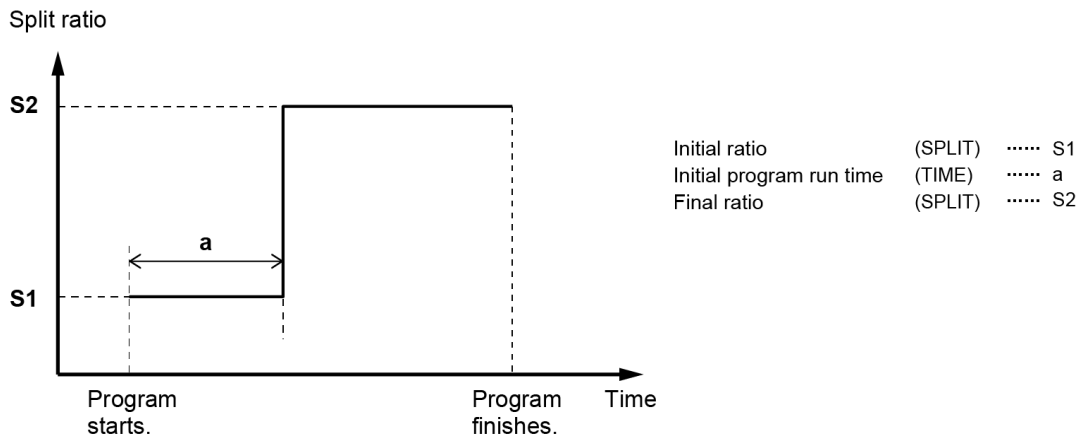 Split ratio
S2
Initial ratio (SPLIT) ...... S1
Initial program run time (TIME) ...... a
Final ratio (SPLIT) ...... S2
a
S1
Program starts.
Program finishes.
Time